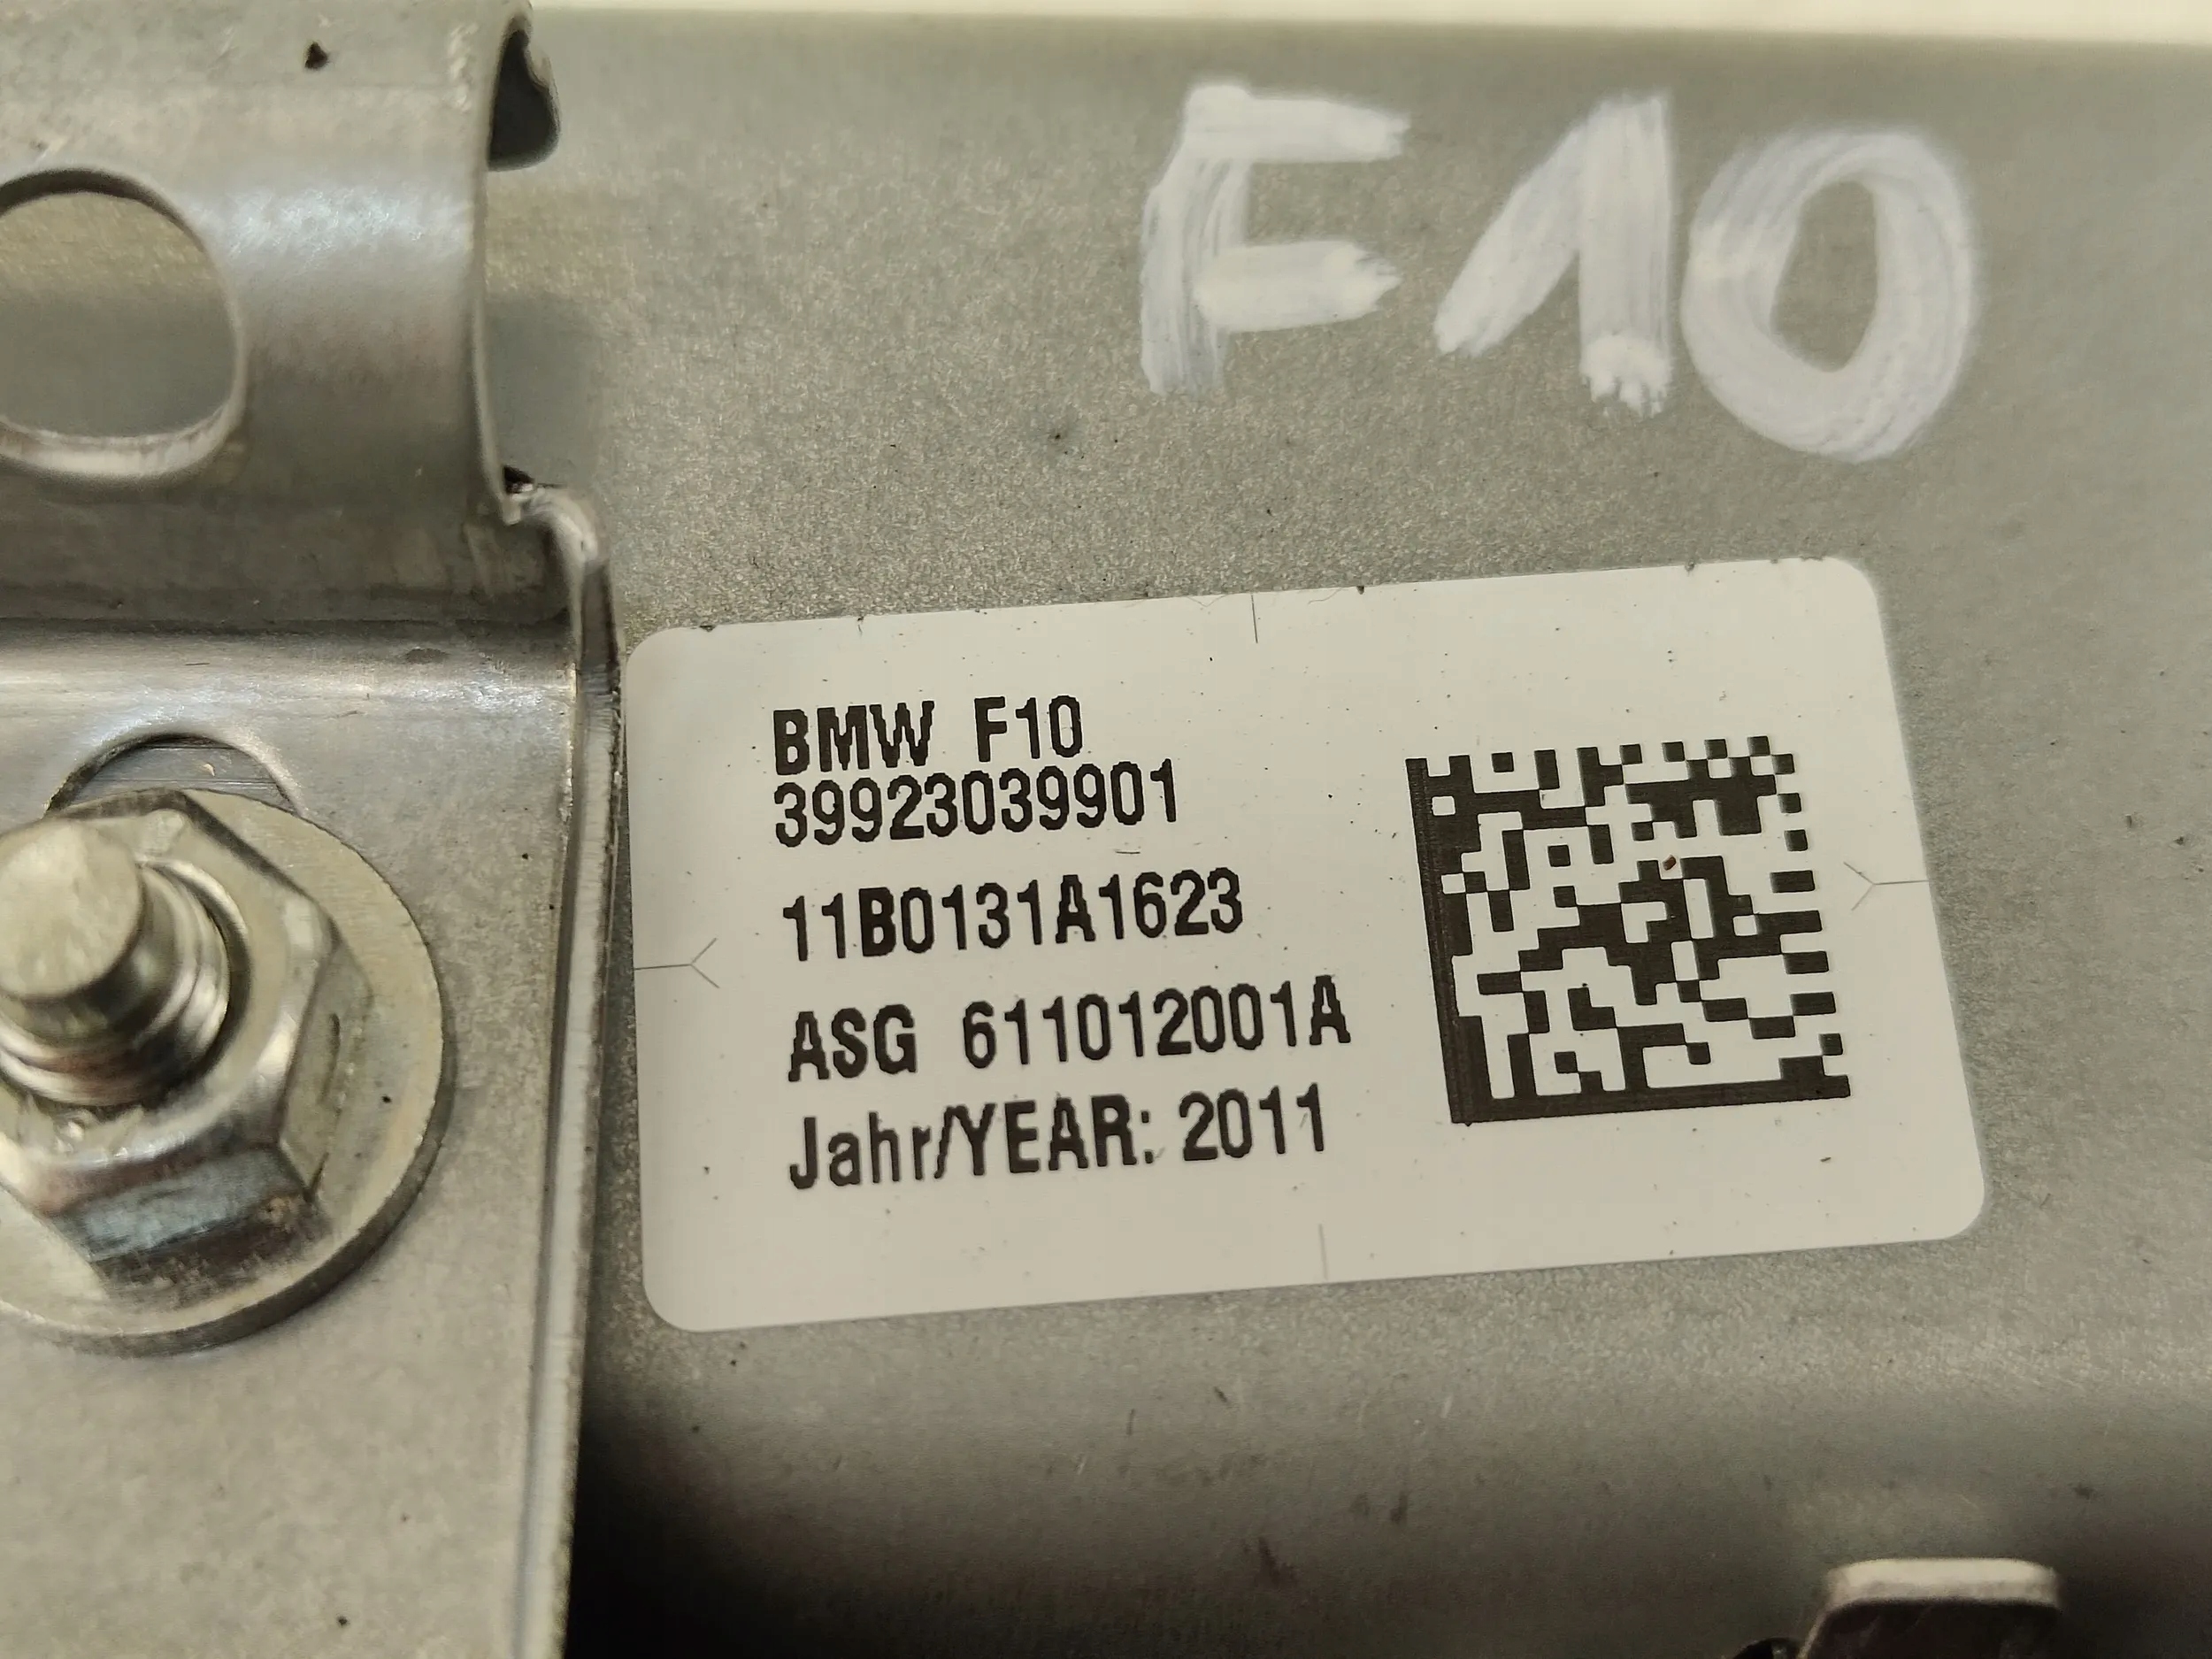 F10
BMW F10
39923039901
11B0131A1623
ASG 611012001A
Jahr/YEAR: 2011